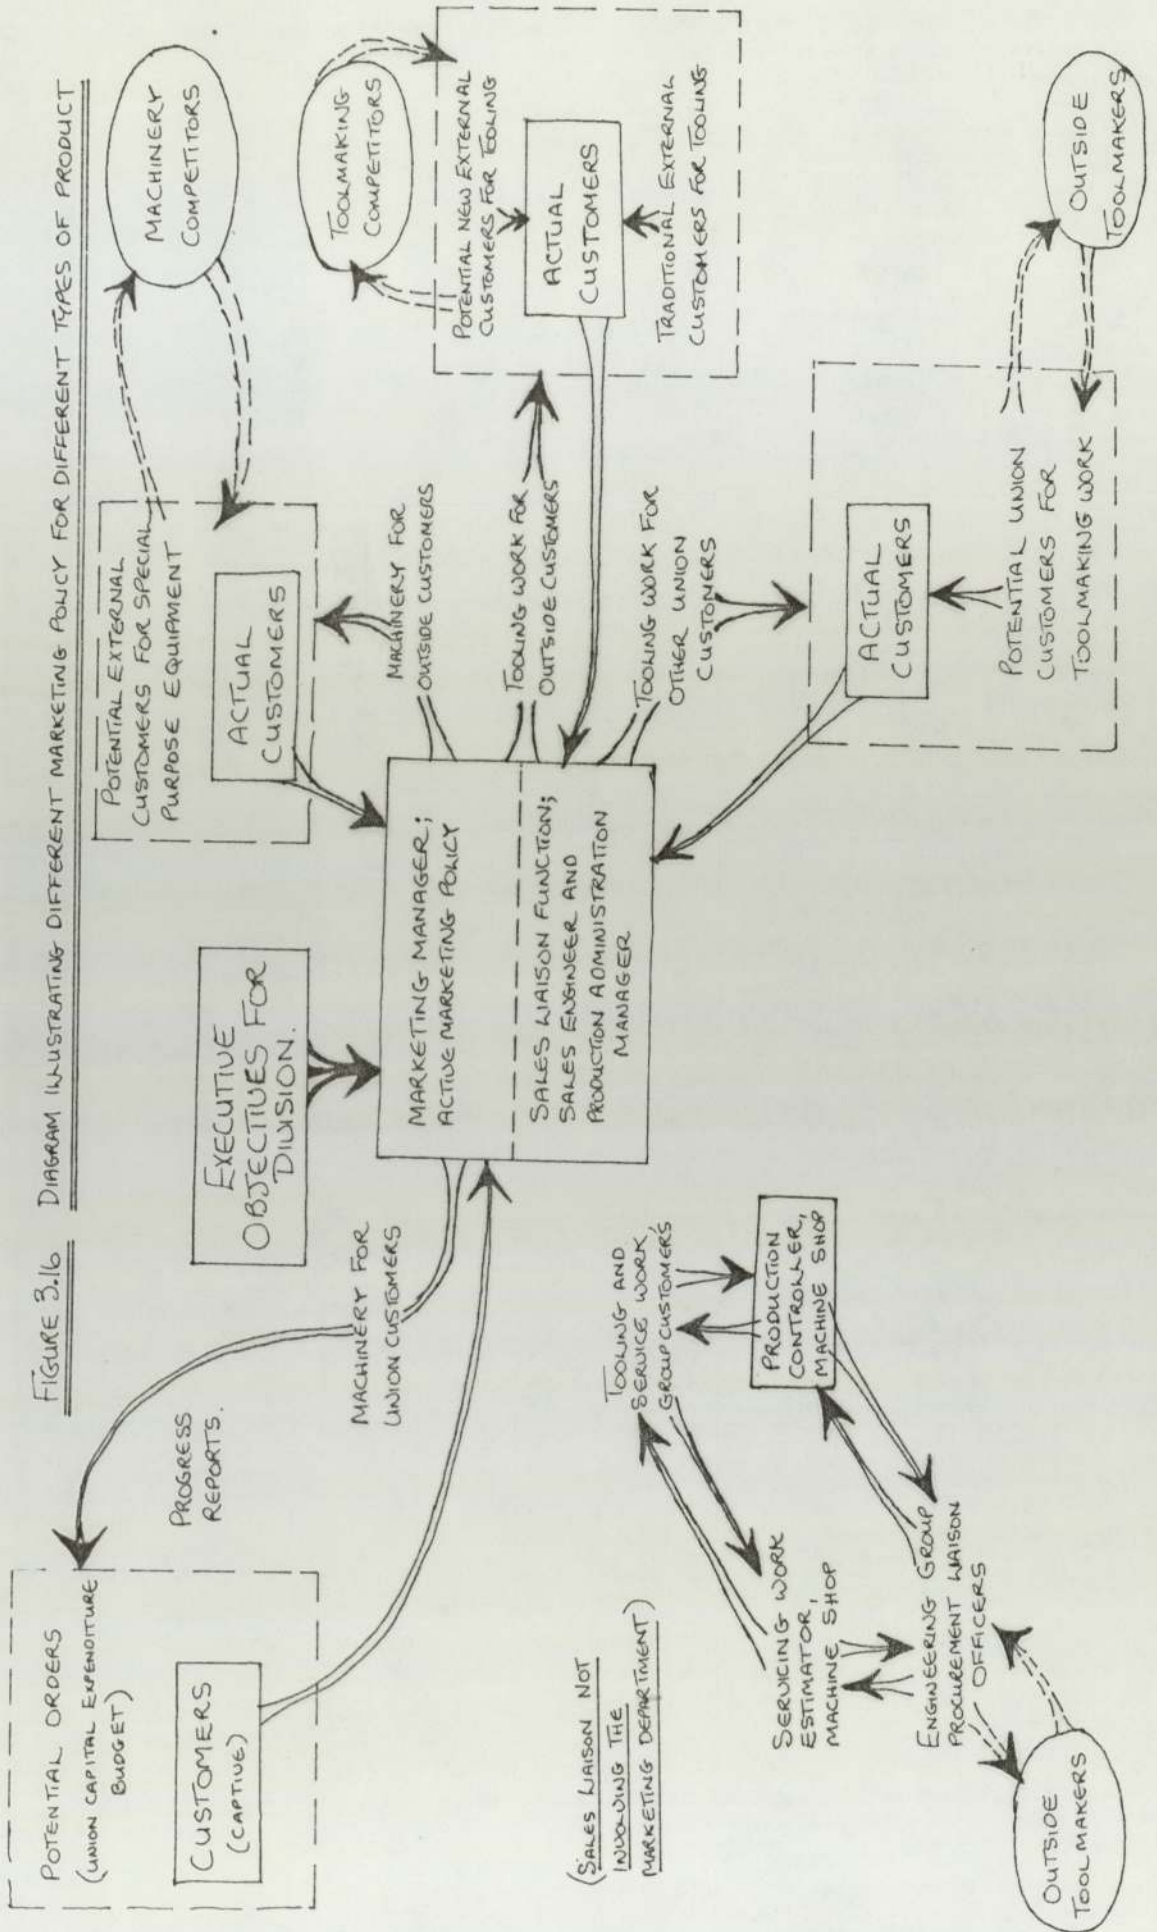 FIGURE 3.16 DIAGRAM ILLUSTRATING DIFFERENT MARKETING POLICY FOR DIFFERENT TYPES OF PRODUCT
POTENTIAL ORDERS
(UNION CAPITAL EXPENDITURE
BUDGET)
CUSTOMERS
(CAPTIVE)
PROGRESS
REPORTS.
MACHINERY FOR
UNION CUSTOMERS
EXECUTIVE
OBJECTIVES FOR
DIVISION.
MARKETING MANAGER;
ACTIVE MARKETING POLICY
SALES LIAISON FUNCTION;
SALES ENGINEER AND
PRODUCTION ADMINISTRATION
MANAGER
POTENTIAL EXTERNAL
CUSTOMERS FOR SPECIAL
PURPOSE EQUIPMENT
ACTUAL
CUSTOMERS
MACHINERY
COMPETITORS
MACHINERY FOR
OUTSIDE CUSTOMERS
TOOLING WORK FOR
OUTSIDE CUSTOMERS
TOOLMAKING
COMPETITORS
POTENTIAL NEW EXTERNAL
CUSTOMERS FOR TOOLING
ACTUAL
CUSTOMERS
TRADITIONAL EXTERNAL
CUSTOMERS FOR TOOLING
TOOLING WORK FOR
OTHER UNION
CUSTOMERS
ACTUAL
CUSTOMERS
POTENTIAL UNION
CUSTOMERS FOR
TOOLMAKING WORK
OUTSIDE
TOOLMAKERS
(SALES LIAISON NOT
INVOLVING THE
MARKETING DEPARTMENT)
TOOLING AND
SERVICE WORK,
GROUP CUSTOMERS
PRODUCTION
CONTROLLER,
MACHINE SHOP
SERVICING WORK
ESTIMATOR,
MACHINE SHOP
ENGINEERING GROUP
PROCUREMENT LIAISON
OFFICERS
OUTSIDE
TOOLMAKERS